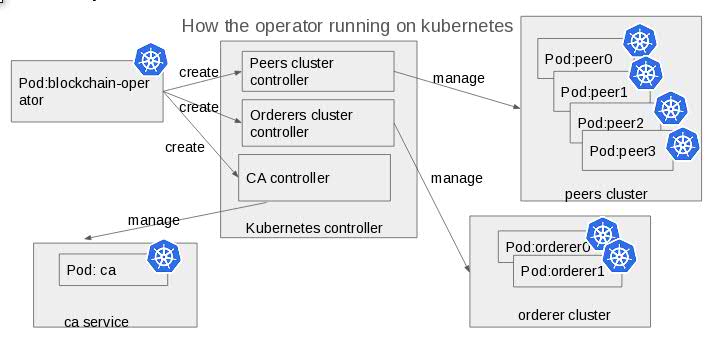 How the operator running on kubernetes
Pod:blockchain-oper
ator
create
create
create
Peers cluster
controller
Orderers cluster
controller
CA controller
Kubernetes controller
manage
manage
manage
Pod:peer0
Pod:peer1
Pod:peer2
Pod:peer3
peers cluster
Pod: ca
ca service
Pod:orderer0
Pod:orderer1
orderer cluster